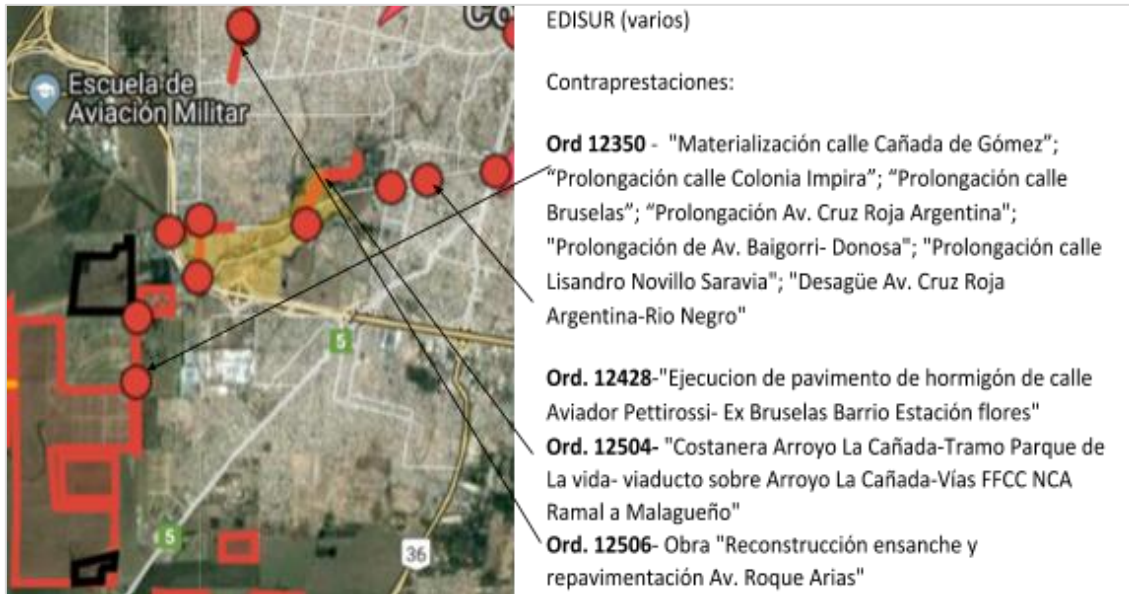 Co
Escuela de
Aviación Militar
5
5
36
EDISUR (varios)
Contraprestaciones:
Ord 12350 - "Materialización calle Cañada de Gómez";
"Prolongación calle Colonia Impira"; "Prolongación calle
Bruselas"; "Prolongación Av. Cruz Roja Argentina";
"Prolongación de Av. Baigorri- Donosa"; "Prolongación calle
Lisandro Novillo Saravia"; "Desagüe Av. Cruz Roja
Argentina-Rio Negro"
Ord. 12428-"Ejecucion de pavimento de hormigón de calle
Aviador Pettirossi- Ex Bruselas Barrio Estación flores"
Ord. 12504- "Costanera Arroyo La Cañada-Tramo Parque de
La vida- viaducto sobre Arroyo La Cañada-Vías FFCC NCA
Ramal a Malagueño"
Ord. 12506- Obra "Reconstrucción ensanche y
repavimentación Av. Roque Arias"